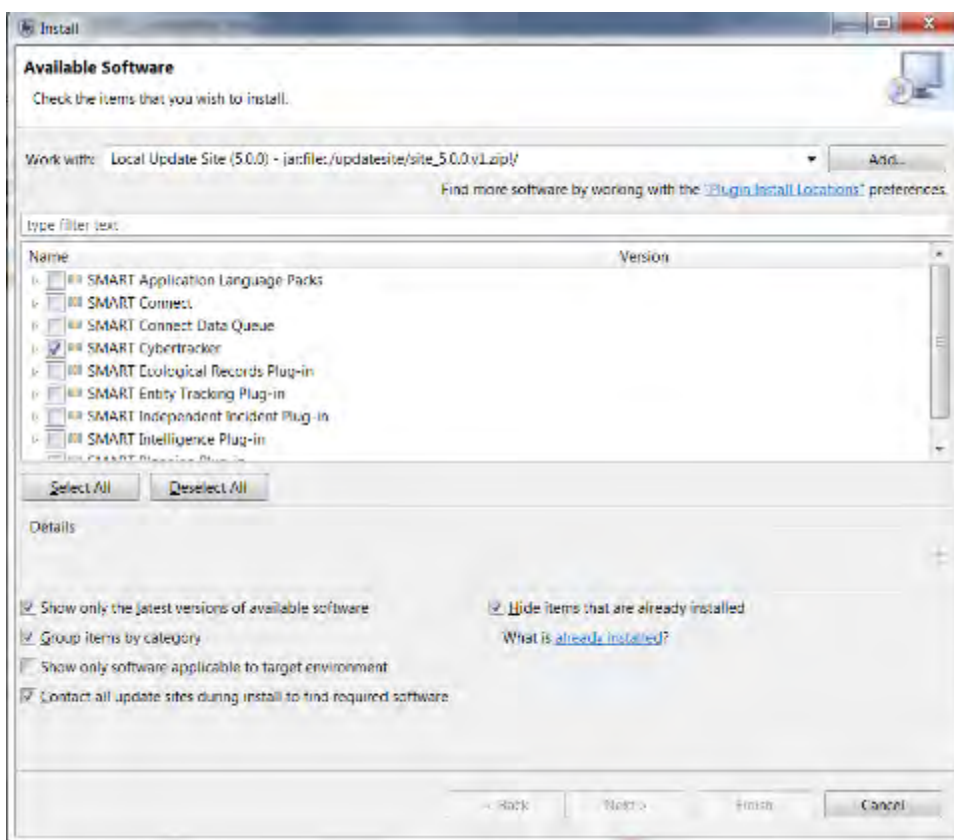 Install
Available Software
Check the items that you wish to install.
Work with: Local Update Site (5.0.0) - jar:file:./updatesite/site_5.0.0.v1.zip!/ Add...
Find more software by working with the "Plugin Install Locations" preferences.
type filter text
Name Version
SMART Application Language Packs
SMART Connect
SMART Connect Data Queue
SMART Cybertracker
SMART Ecological Records Plug-in
SMART Entity Tracking Plug-in
SMART Independent Incident Plug-in
SMART Intelligence Plug-in
SMART Planning Plug-in
Select All Deselect All
Details
Show only the latest versions of available software Hide items that are already installed
Group items by category What is already installed?
Show only software applicable to target environment
Contact all update sites during install to find required software
< Back Next > Finish Cancel